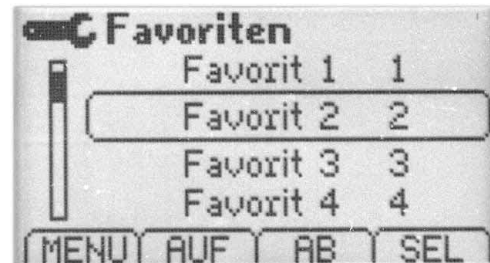 Favoriten
Favorit 1 1
Favorit 2 2
Favorit 3 3
Favorit 4 4
MENU AUF AB SEL